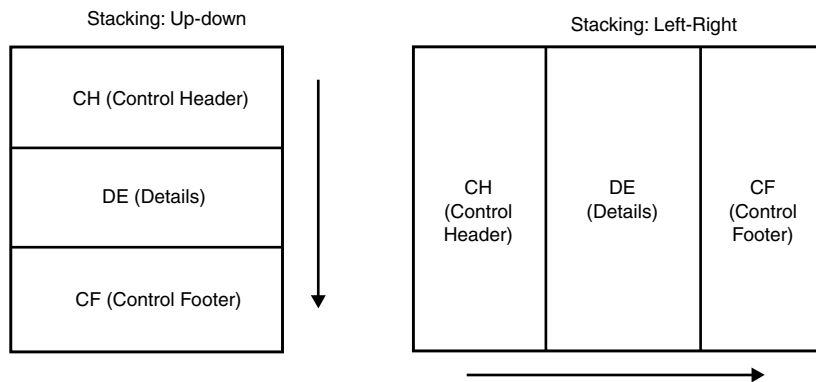 Stacking: Up-down
CH (Control Header)
DE (Details)
CF (Control Footer)
Stacking: Left-Right
CH
(Control
Header)
DE
(Details)
CF
(Control
Footer)